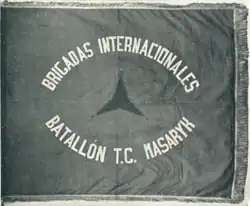 BRIGADAS INTERNACIONALES
BATALLÓN T.C. MASARYK